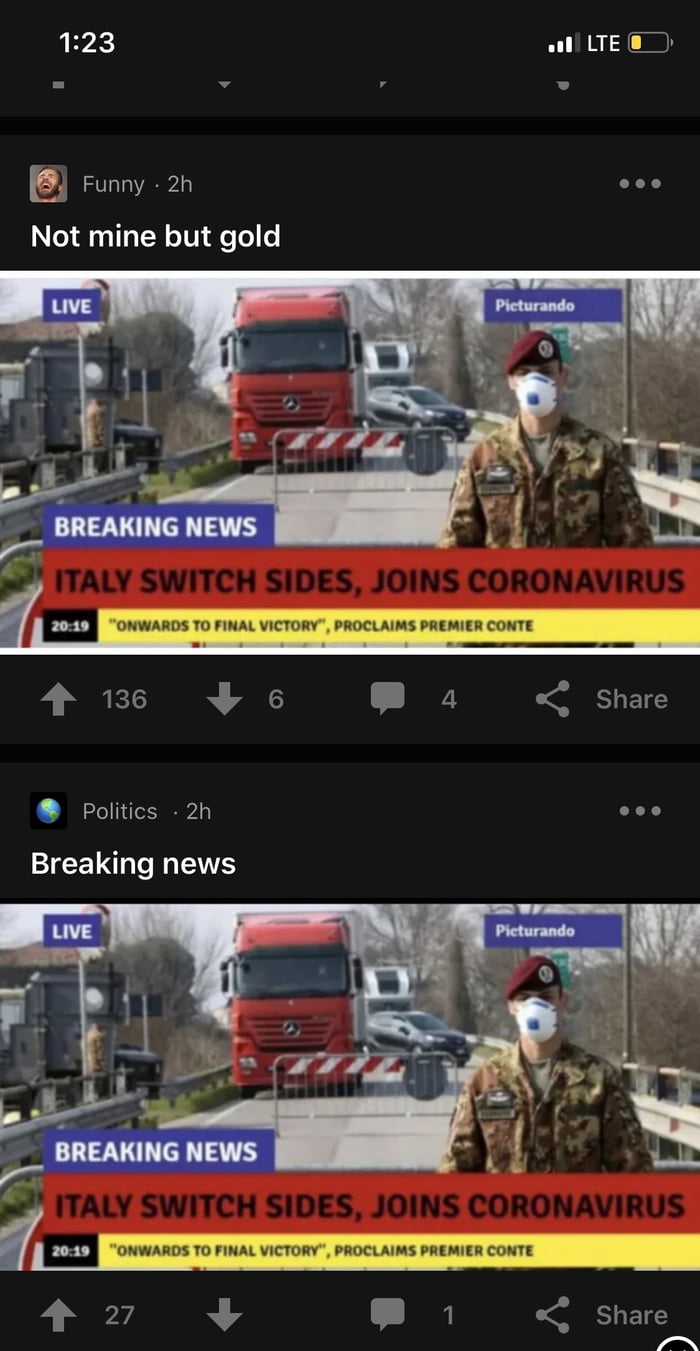 1:23
LTE
Funny · 2h
Not mine but gold
LIVE
Picturando
BREAKING NEWS
ITALY SWITCH SIDES, JOINS CORONAVIRUS
20:19 "ONWARDS TO FINAL VICTORY", PROCLAIMS PREMIER CONTE
136 6 4 Share
Politics · 2h
Breaking news
LIVE
Picturando
BREAKING NEWS
ITALY SWITCH SIDES, JOINS CORONAVIRUS
20:19 "ONWARDS TO FINAL VICTORY", PROCLAIMS PREMIER CONTE
27 1 Share